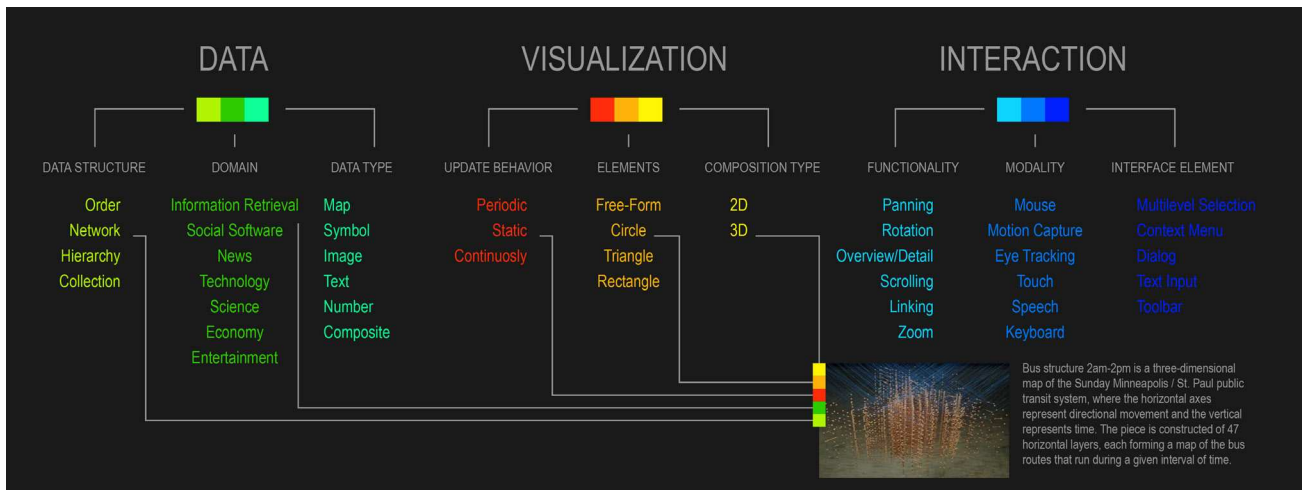 DATA
VISUALIZATION
INTERACTION
DATA STRUCTURE
DOMAIN
DATA TYPE
UPDATE BEHAVIOR
ELEMENTS
COMPOSITION TYPE
FUNCTIONALITY
MODALITY
INTERFACE ELEMENT
Order
Network
Hierarchy
Collection
Information Retrieval
Social Software
News
Technology
Science
Economy
Entertainment
Map
Symbol
Image
Text
Number
Composite
Periodic
Static
Continuosly
Free-Form
Circle
Triangle
Rectangle
2D
3D
Panning
Rotation
Overview/Detail
Scrolling
Linking
Zoom
Mouse
Motion Capture
Eye Tracking
Touch
Speech
Keyboard
Multilevel Selection
Context Menu
Dialog
Text Input
Toolbar
Bus structure 2am-2pm is a three-dimensional
map of the Sunday Minneapolis / St. Paul public
transit system, where the horizontal axes
represent directional movement and the vertical
represents time. The piece is constructed of 47
horizontal layers, each forming a map of the bus
routes that run during a given interval of time.